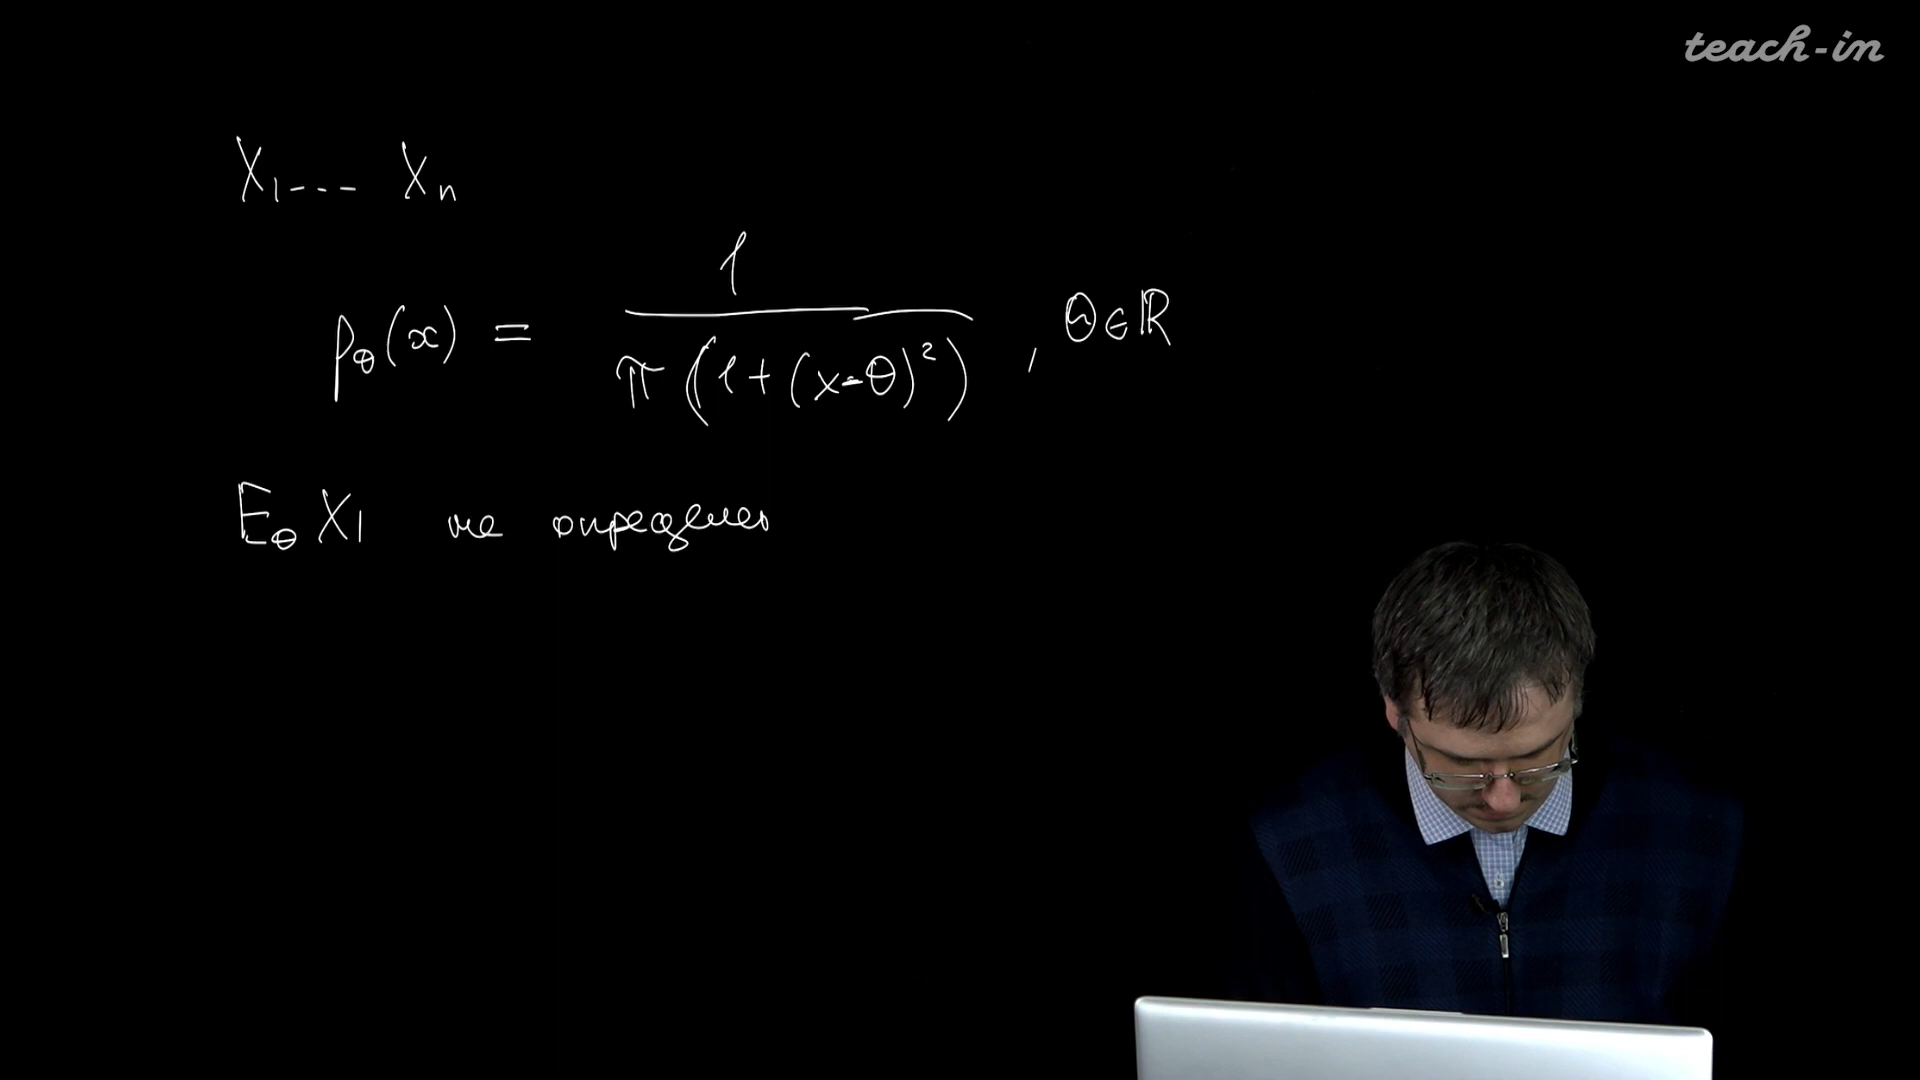 teach-in
X₁--- Xₙ
p_θ(x) = 1 / π(1+(x-θ)²) , θ∈ℝ
E_θ X₁ не определено